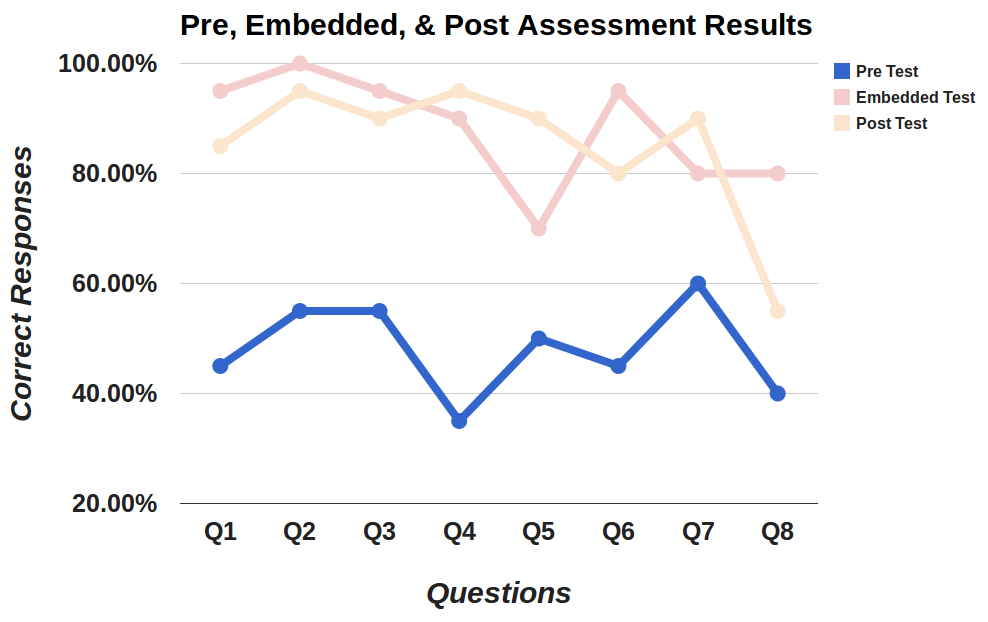 Pre, Embedded, & Post Assessment Results
100.00%
80.00%
60.00%
40.00%
20.00%
Correct Responses
Q1 Q2 Q3 Q4 Q5 Q6 Q7 Q8
Questions
Pre Test
Embedded Test
Post Test